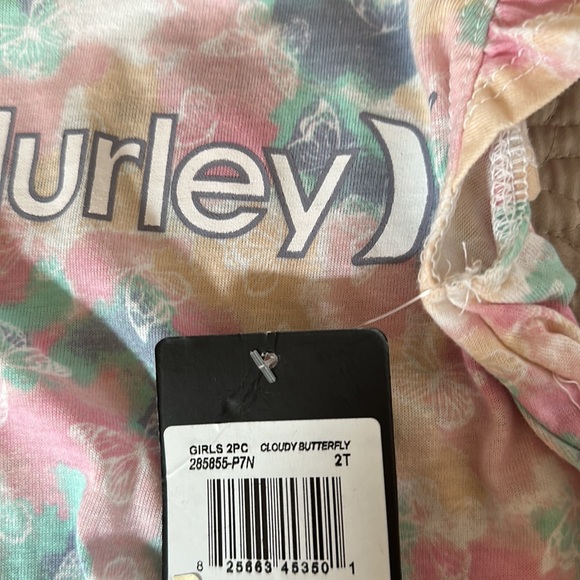 Hurley)
GIRLS 2PC CLOUDY BUTTERFLY
285855-P7N 2T
8 25663 45350 1